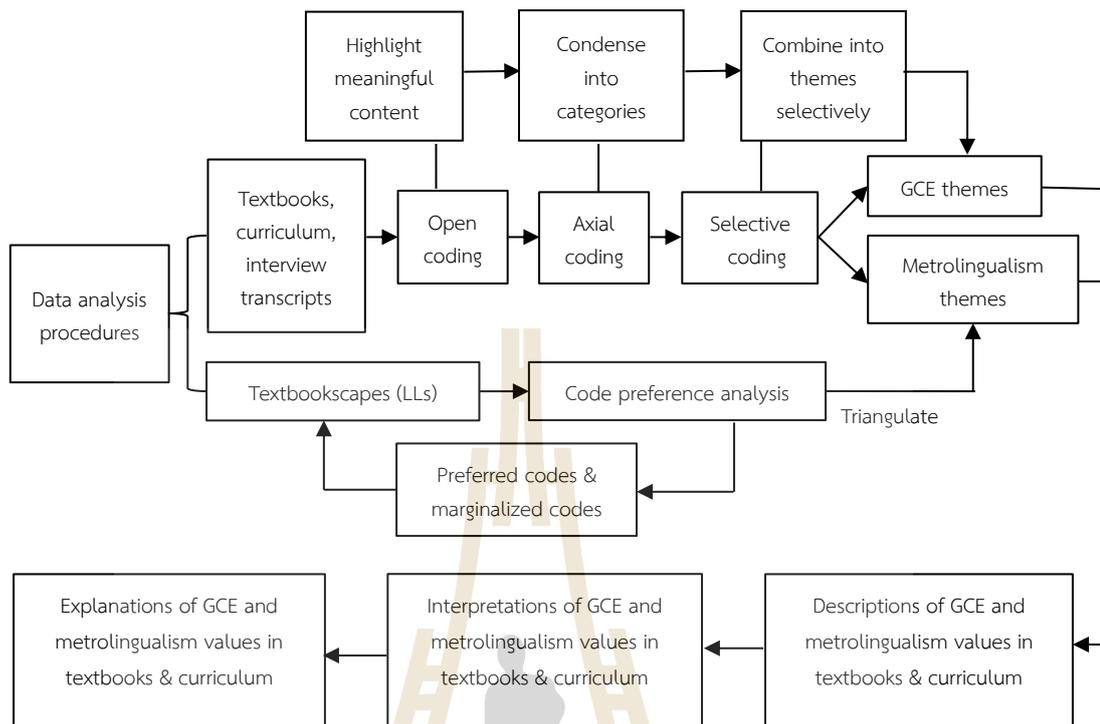 Highlight
meaningful
content
Condense
into
categories
Combine into
themes
selectively
Textbooks,
curriculum,
interview
transcripts
Open
coding
Axial
coding
Selective
coding
GCE themes
Metrolingualism
themes
Data analysis
procedures
Textbookscapes (LLs)
Code preference analysis
Triangulate
Preferred codes &
marginalized codes
Explanations of GCE and
metrolingualism values in
textbooks & curriculum
Interpretations of GCE and
metrolingualism values in
textbooks & curriculum
Descriptions of GCE and
metrolingualism values in
textbooks & curriculum